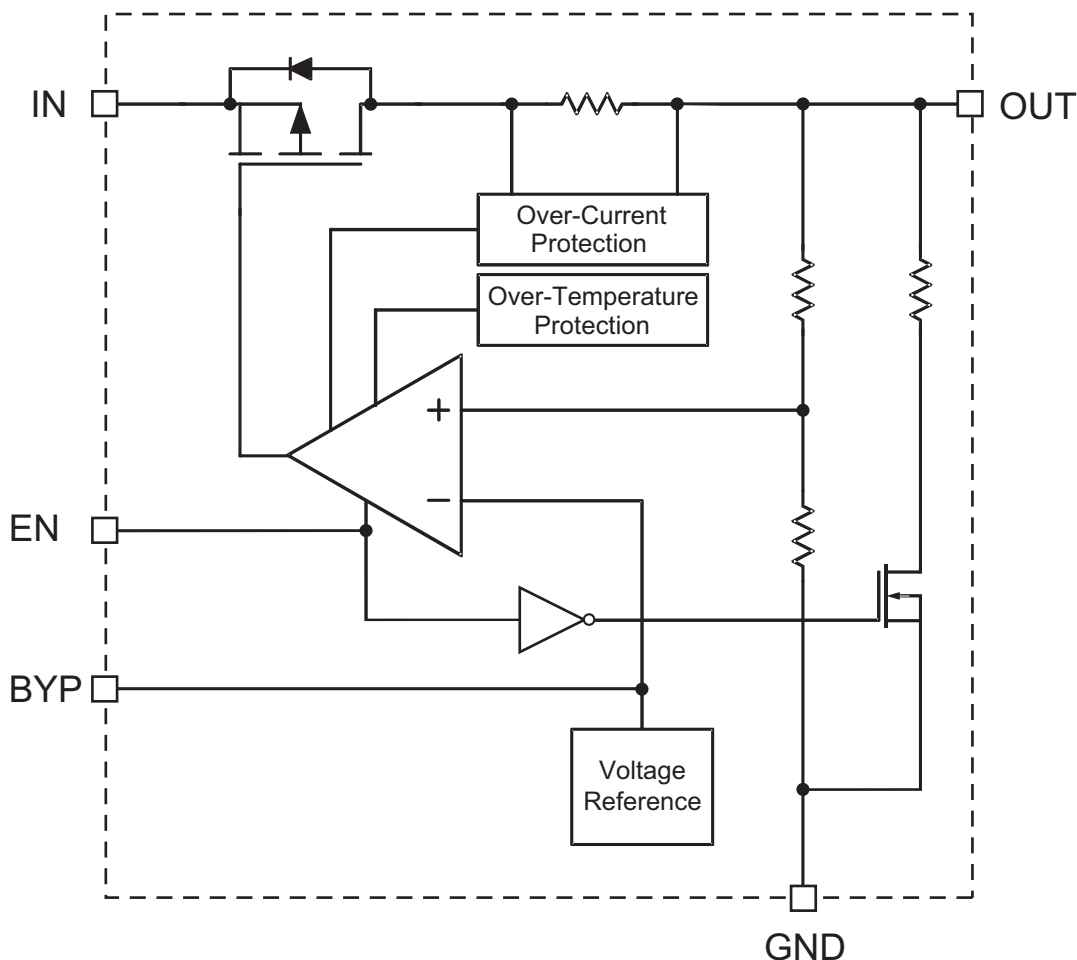 IN
OUT
Over-Current
Protection
Over-Temperature
Protection
+
−
EN
BYP
Voltage
Reference
GND